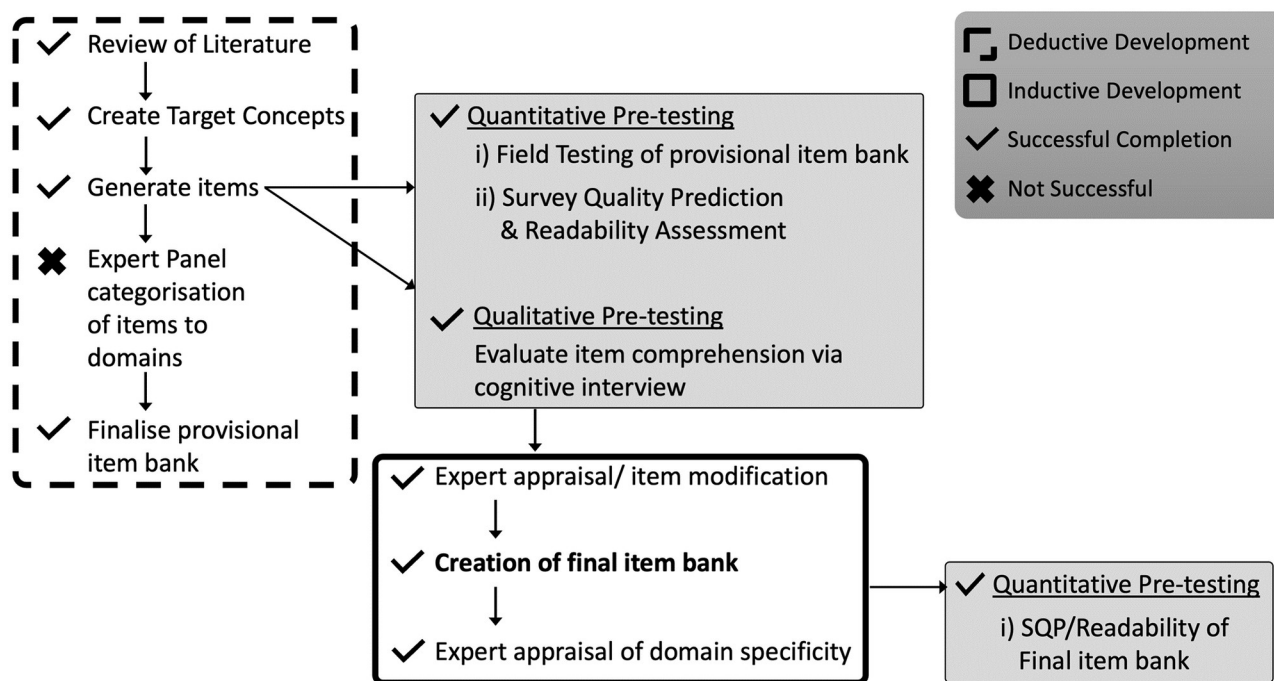 Review of Literature
Create Target Concepts
Generate items
Expert Panel
categorisation
of items to
domains
Finalise provisional
item bank
Quantitative Pre-testing
i) Field Testing of provisional item bank
ii) Survey Quality Prediction
& Readability Assessment
Qualitative Pre-testing
Evaluate item comprehension via
cognitive interview
Expert appraisal/ item modification
Creation of final item bank
Expert appraisal of domain specificity
Quantitative Pre-testing
i) SQP/Readability of
Final item bank
Deductive Development
Inductive Development
Successful Completion
Not Successful